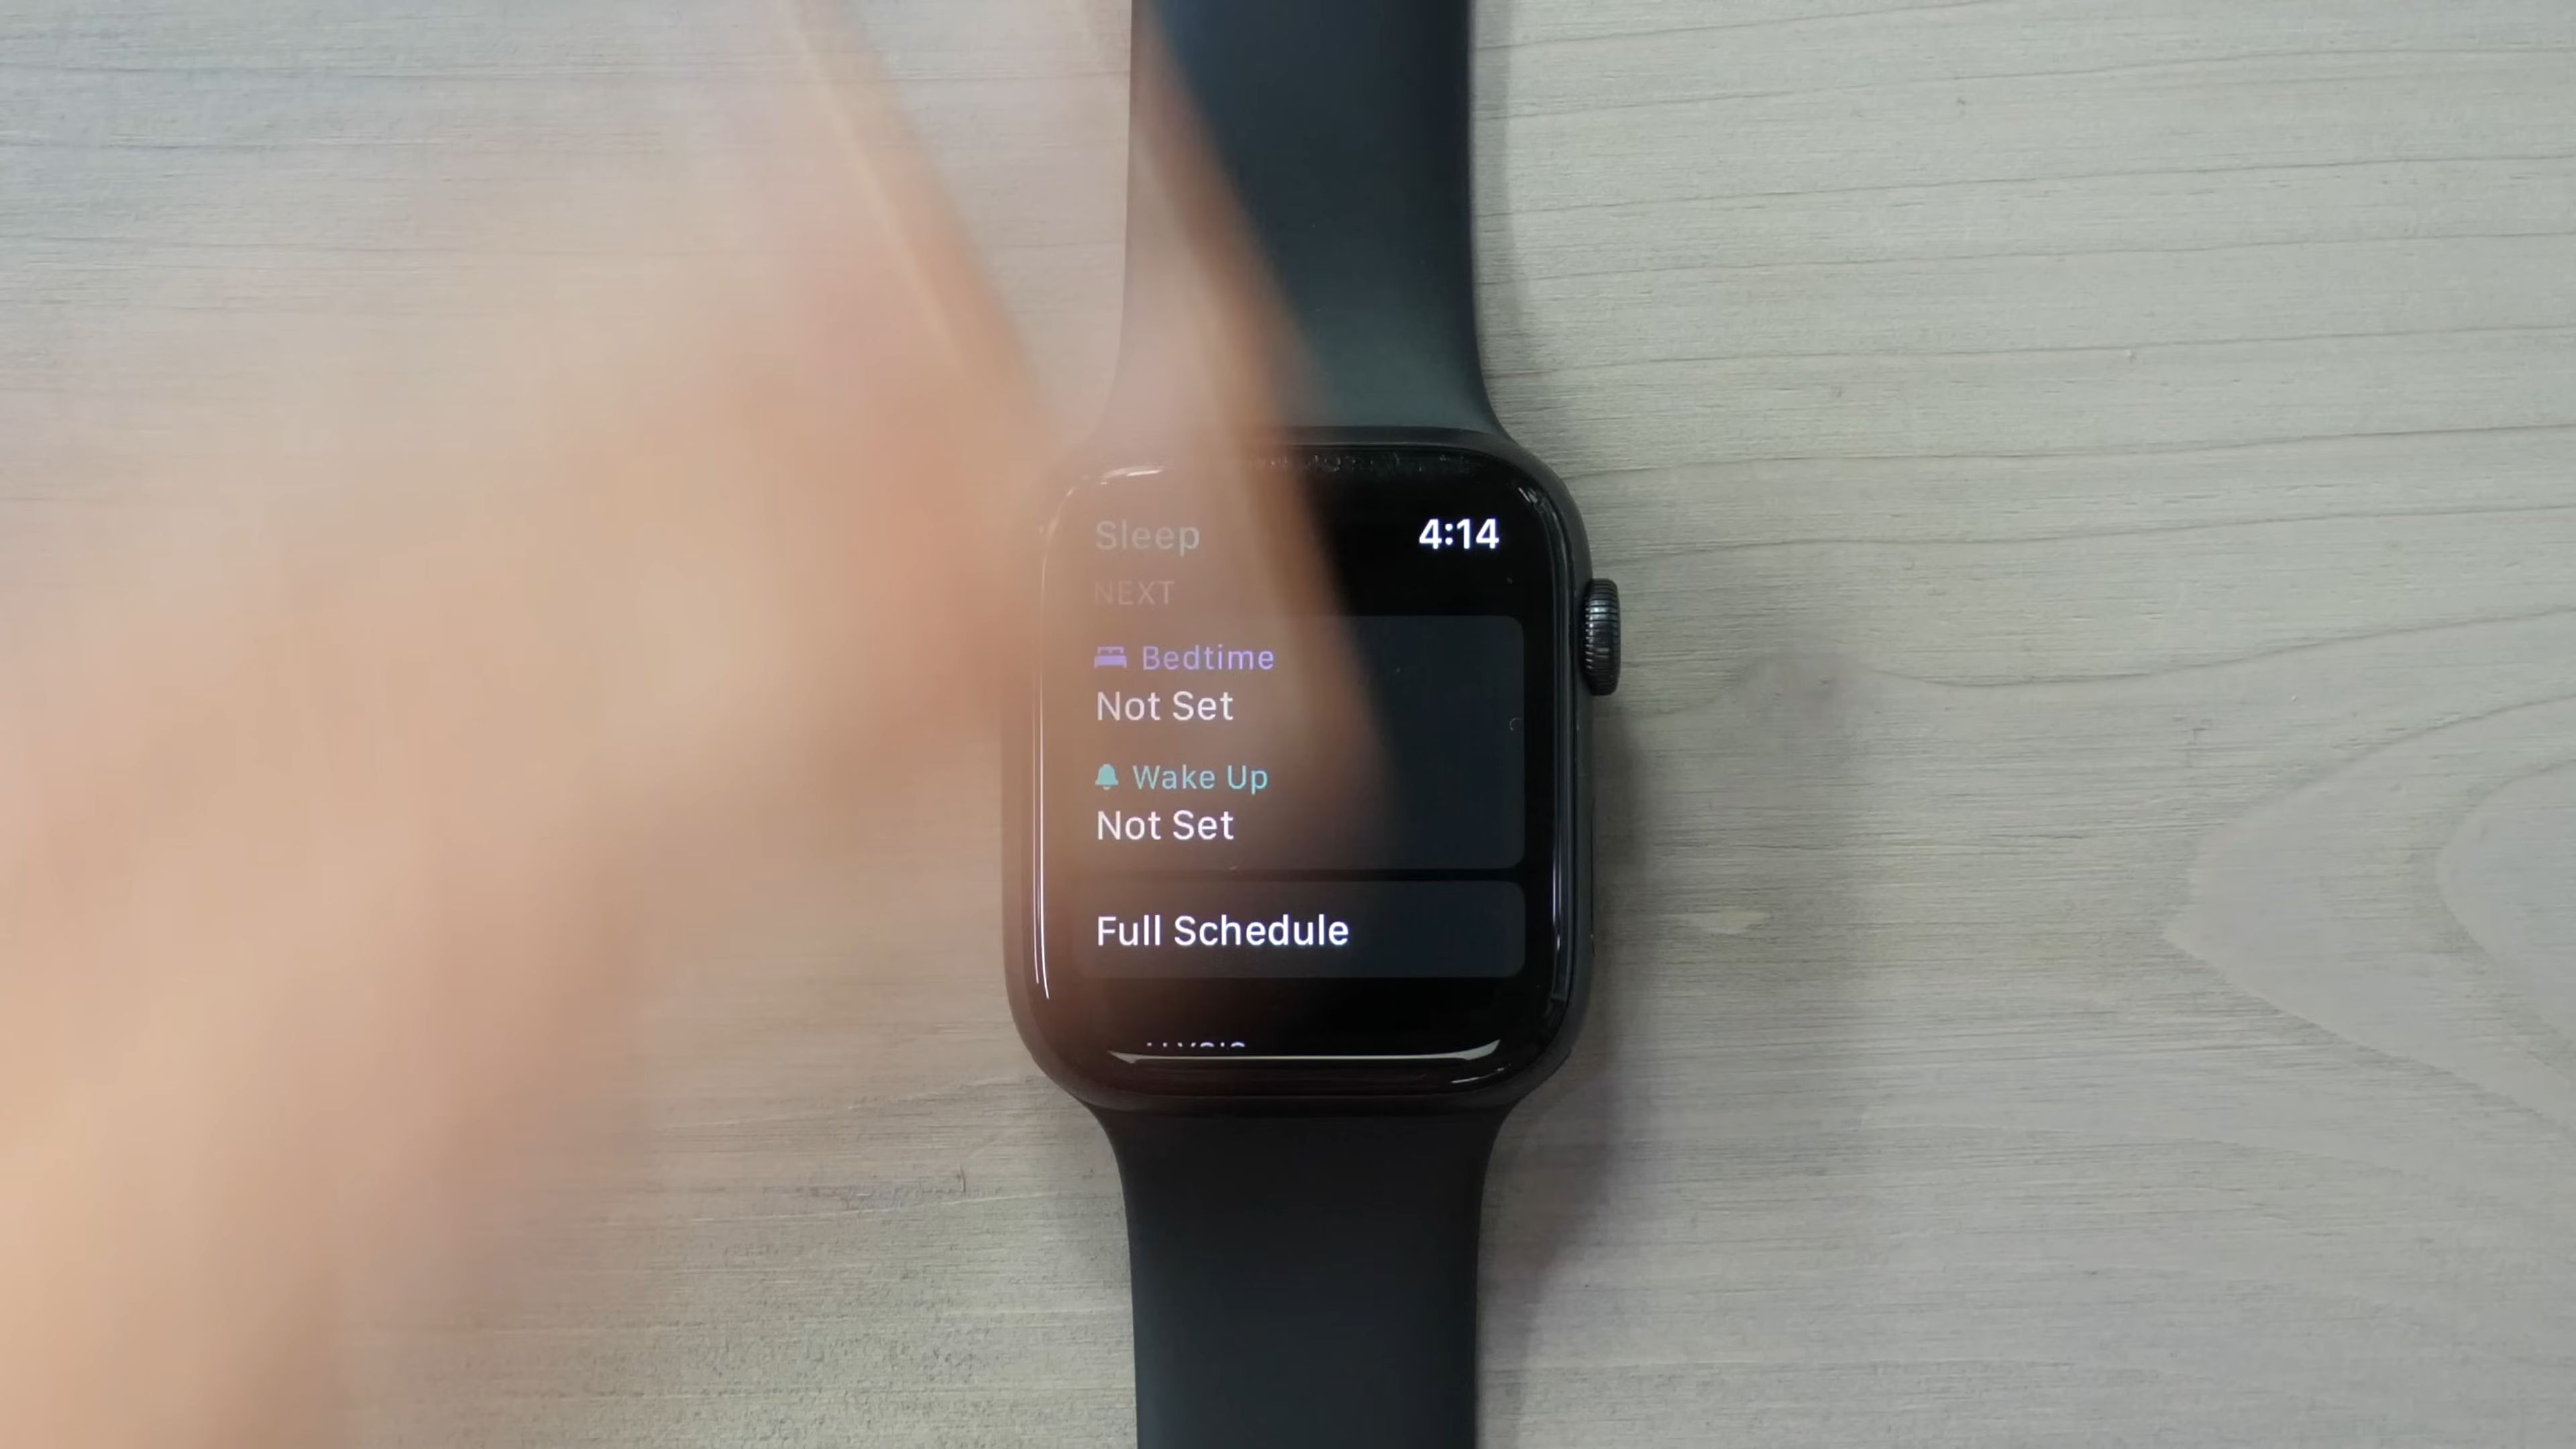 Sleep 4:14
NEXT
Bedtime
Not Set
Wake Up
Not Set
Full Schedule